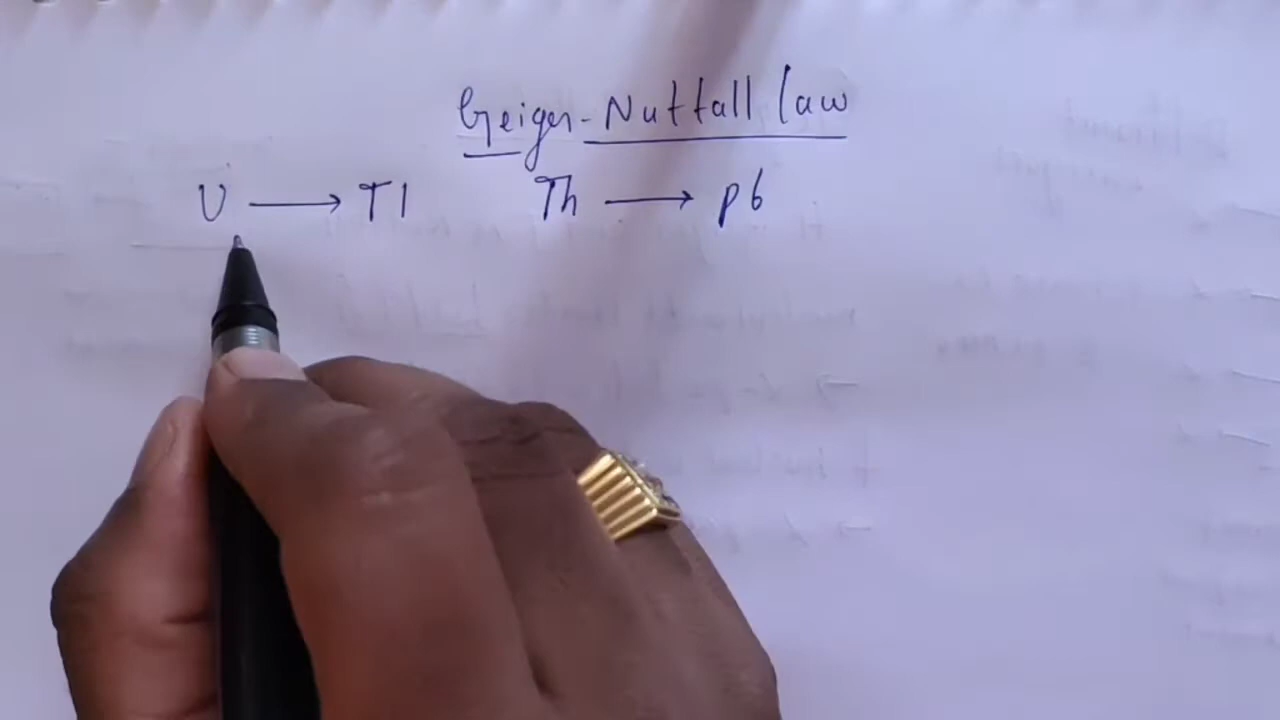 Geiger-Nuttall law
U → Tl Th → pb